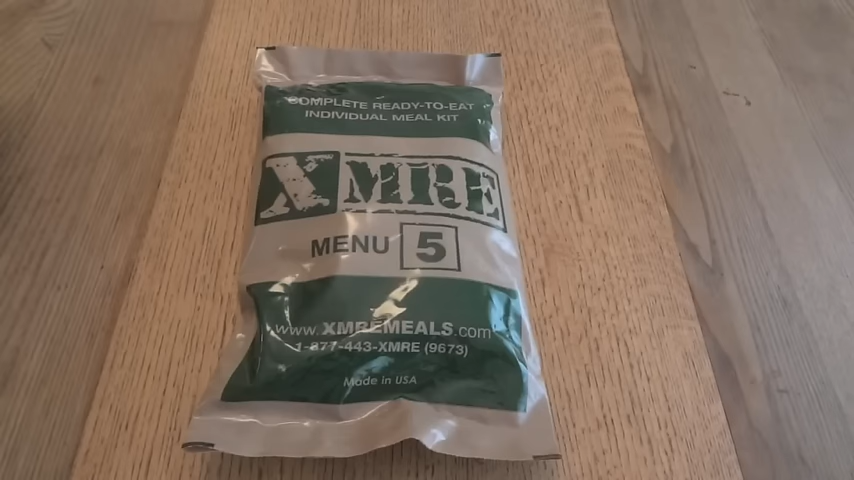 COMPLETE READY-TO-EAT
INDIVIDUAL MEAL KIT
XMRE
MENU 5
www.XMREMEALS.com
1-877-443-XMRE (9673)
Made in USA